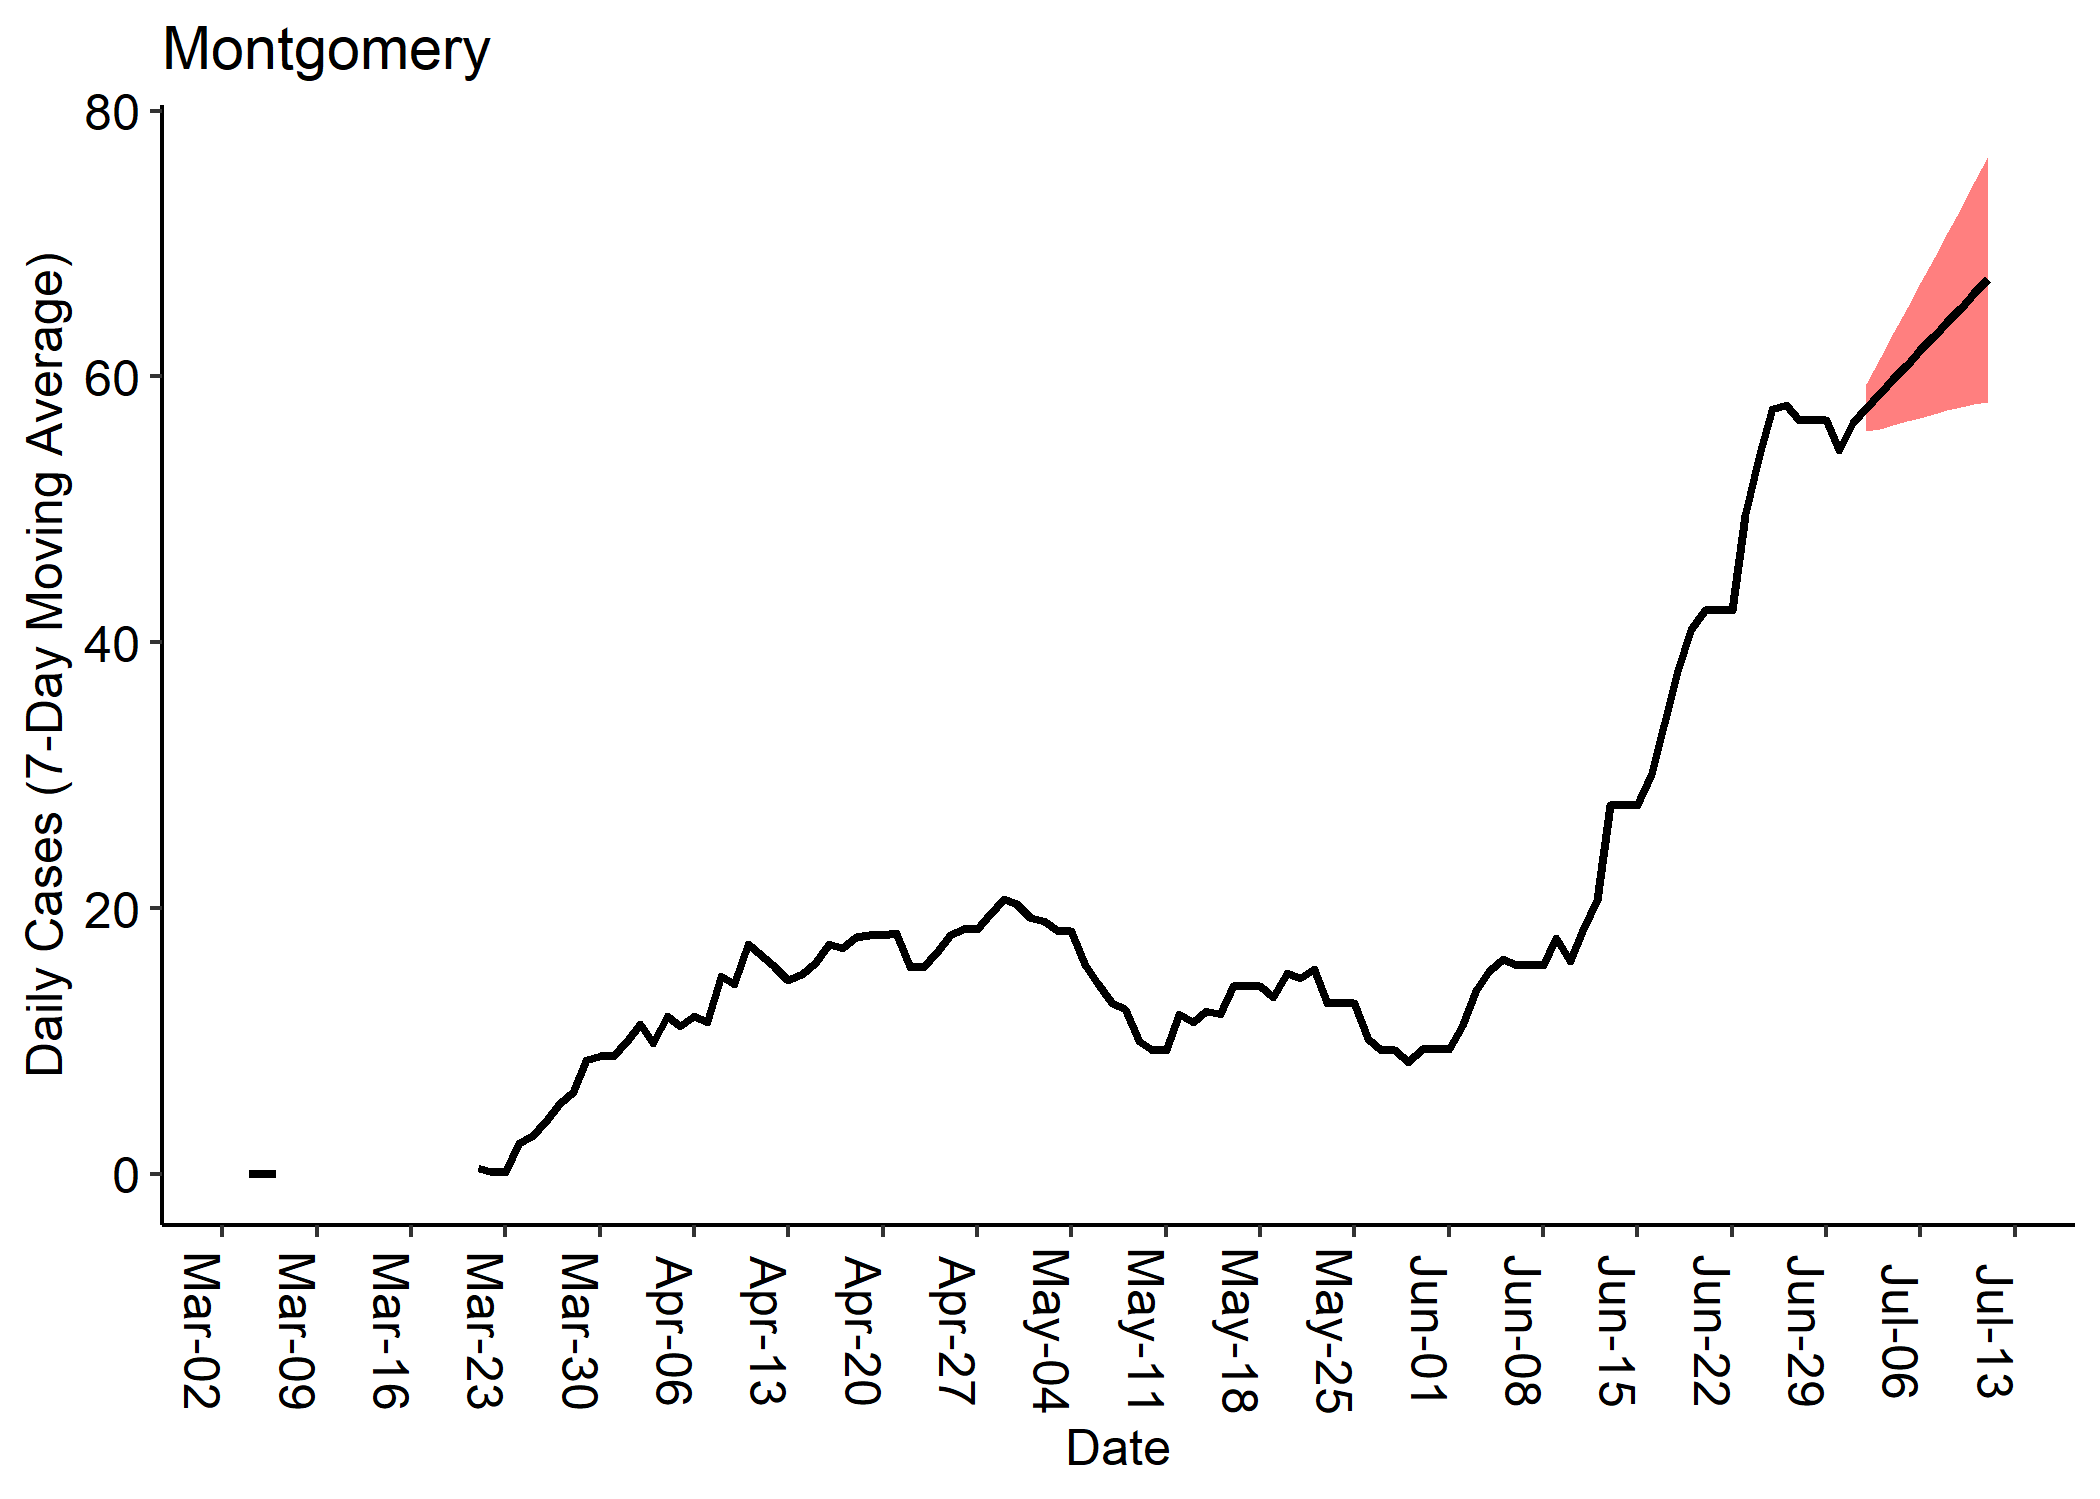 Montgomery
Daily Cases (7-Day Moving Average)
80
60
40
20
0
Mar-02
Mar-09
Mar-16
Mar-23
Mar-30
Apr-06
Apr-13
Apr-20
Apr-27
May-04
May-11
May-18
May-25
Jun-01
Jun-08
Jun-15
Jun-22
Jun-29
Jul-06
Jul-13
Date